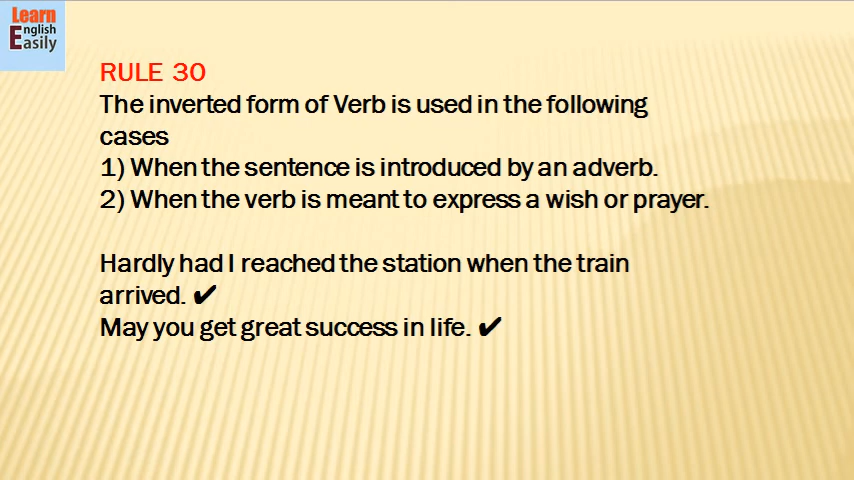 Learn
English
Easily
RULE 30
The inverted form of Verb is used in the following
cases
1) When the sentence is introduced by an adverb.
2) When the verb is meant to express a wish or prayer.
Hardly had I reached the station when the train
arrived. ✔
May you get great success in life. ✔